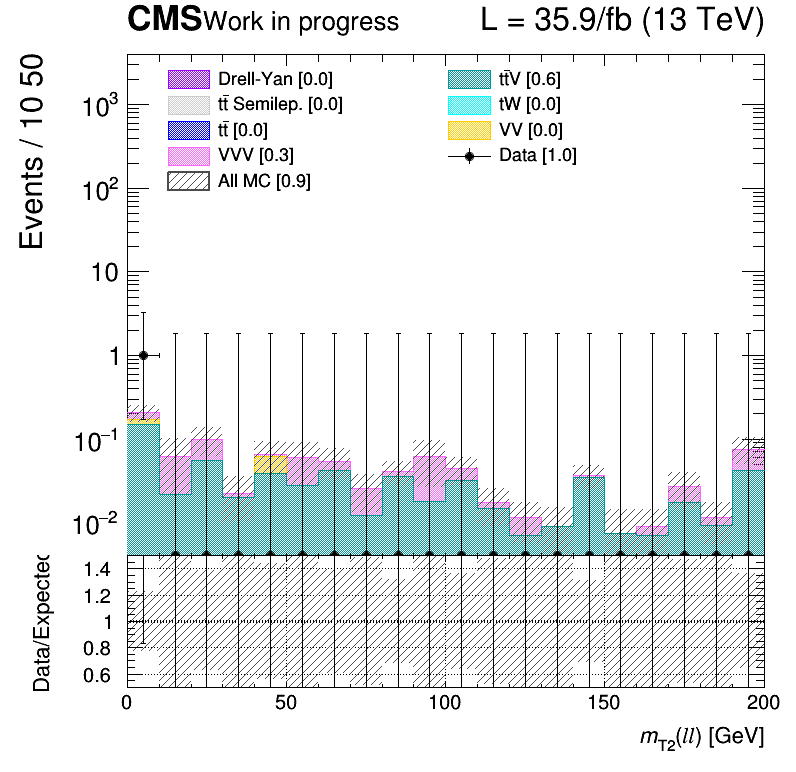 CMS Work in progress L = 35.9/fb (13 TeV)
Events / 10 50
Drell-Yan [0.0]
tt̄ Semilep. [0.0]
tt̄ [0.0]
VVV [0.3]
All MC [0.9]
tt̄V [0.6]
tW [0.0]
VV [0.0]
Data [1.0]
10³
10²
10
1
10⁻¹
10⁻²
Data/Expected
1.4
1.2
1
0.8
0.6
0 50 100 150 200
m_T2(ll) [GeV]